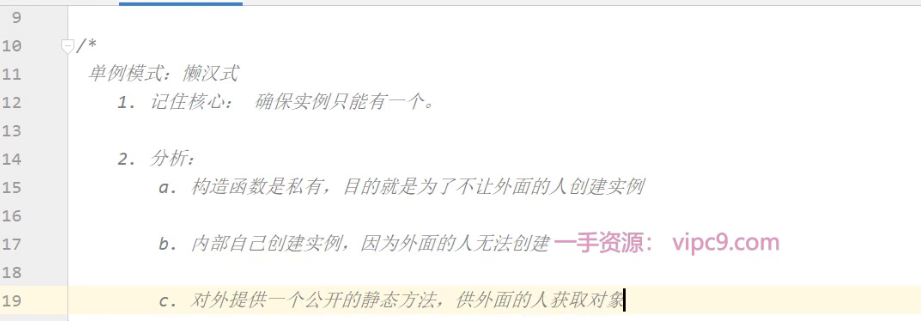 9
10 /*
11 单例模式：懒汉式
12 1. 记住核心： 确保实例只能有一个。
13
14 2. 分析：
15 a. 构造函数是私有，目的就是为了不让外面的人创建实例
16
17 b. 内部自己创建实例，因为外面的人无法创建 一手资源： vipc9.com
18
19 c. 对外提供一个公开的静态方法，供外面的人获取对象